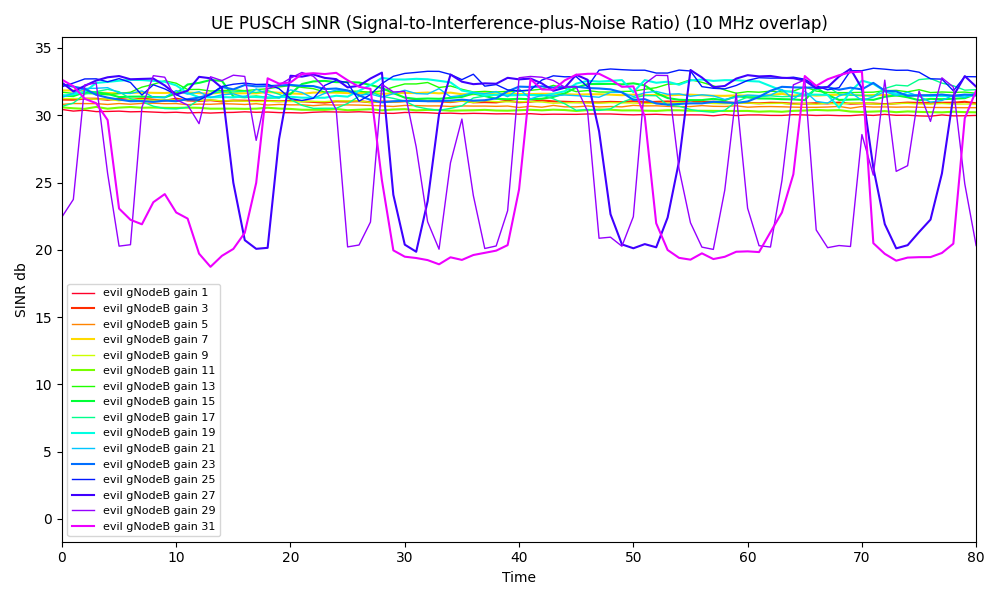 UE PUSCH SINR (Signal-to-Interference-plus-Noise Ratio) (10 MHz overlap)
35
30
25
20
15
10
5
0
SINR db
evil gNodeB gain 1
evil gNodeB gain 3
evil gNodeB gain 5
evil gNodeB gain 7
evil gNodeB gain 9
evil gNodeB gain 11
evil gNodeB gain 13
evil gNodeB gain 15
evil gNodeB gain 17
evil gNodeB gain 19
evil gNodeB gain 21
evil gNodeB gain 23
evil gNodeB gain 25
evil gNodeB gain 27
evil gNodeB gain 29
evil gNodeB gain 31
0 10 20 30 40 50 60 70 80
Time